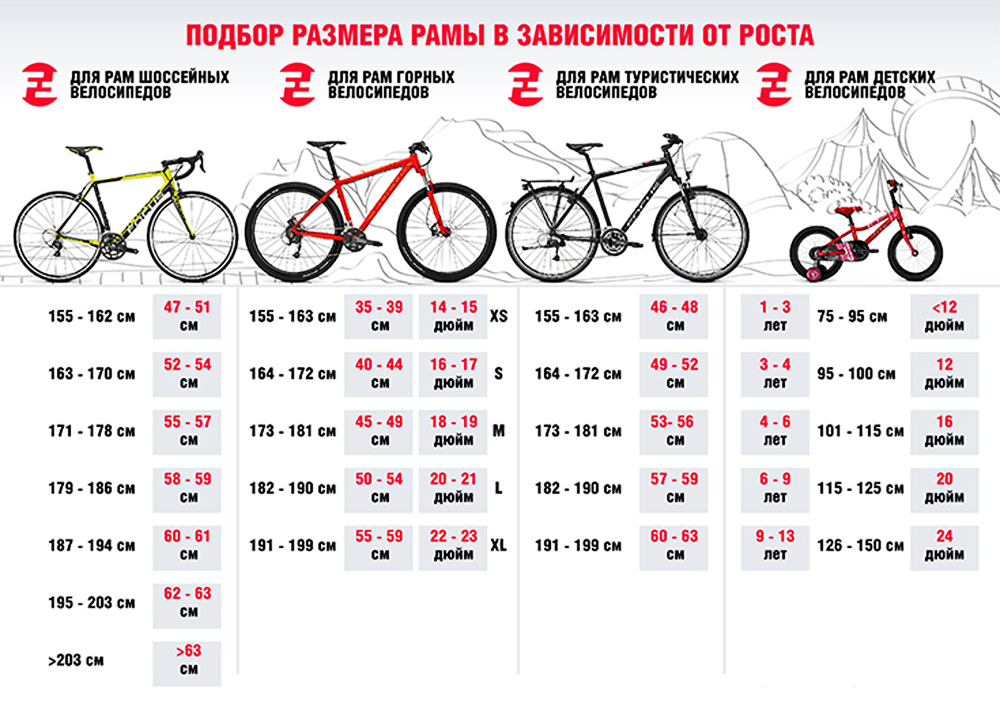 ПОДБОР РАЗМЕРА РАМЫ В ЗАВИСИМОСТИ ОТ РОСТА
ДЛЯ РАМ ШОССЕЙНЫХ
ВЕЛОСИПЕДОВ
155 - 162 см
47 - 51
см
163 - 170 см
52 - 54
см
171 - 178 см
55 - 57
см
179 - 186 см
58 - 59
см
187 - 194 см
60 - 61
см
195 - 203 см
62 - 63
см
>203 см
>63
см
ДЛЯ РАМ ГОРНЫХ
ВЕЛОСИПЕДОВ
155 - 163 см
35 - 39
см
14 - 15
дюйм
XS
164 - 172 см
40 - 44
см
16 - 17
дюйм
S
173 - 181 см
45 - 49
см
18 - 19
дюйм
M
182 - 190 см
50 - 54
см
20 - 21
дюйм
L
191 - 199 см
55 - 59
см
22 - 23
дюйм
XL
ДЛЯ РАМ ТУРИСТИЧЕСКИХ
ВЕЛОСИПЕДОВ
155 - 163 см
46 - 48
см
164 - 172 см
49 - 52
см
173 - 181 см
53- 56
см
182 - 190 см
57 - 59
см
191 - 199 см
60 - 63
см
ДЛЯ РАМ ДЕТСКИХ
ВЕЛОСИПЕДОВ
1 - 3
лет
75 - 95 см
<12
дюйм
3 - 4
лет
95 - 100 см
12
дюйм
4 - 6
лет
101 - 115 см
16
дюйм
6 - 9
лет
115 - 125 см
20
дюйм
9 - 13
лет
126 - 150 см
24
дюйм